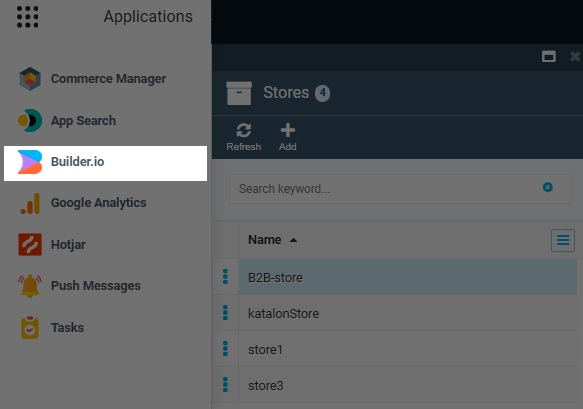 Applications
Commerce Manager
App Search
Builder.io
Google Analytics
Hotjar
Push Messages
Tasks
Stores 4
Refresh Add
Search keyword...
Name
B2B-store
katalonStore
store1
store3